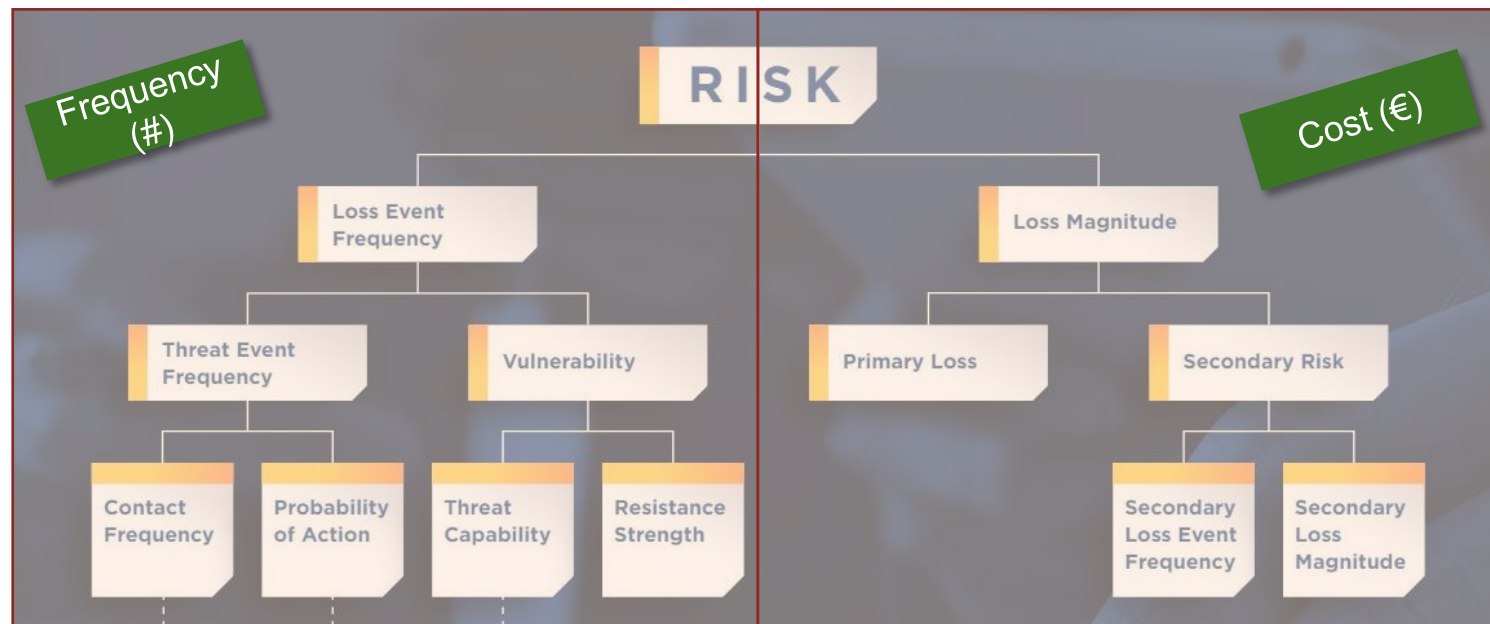 Frequency
(#)
RISK
Cost (€)
Loss Event
Frequency
Loss Magnitude
Threat Event
Frequency
Vulnerability
Primary Loss
Secondary Risk
Contact
Frequency
Probability
of Action
Threat
Capability
Resistance
Strength
Secondary
Loss Event
Frequency
Secondary
Loss
Magnitude